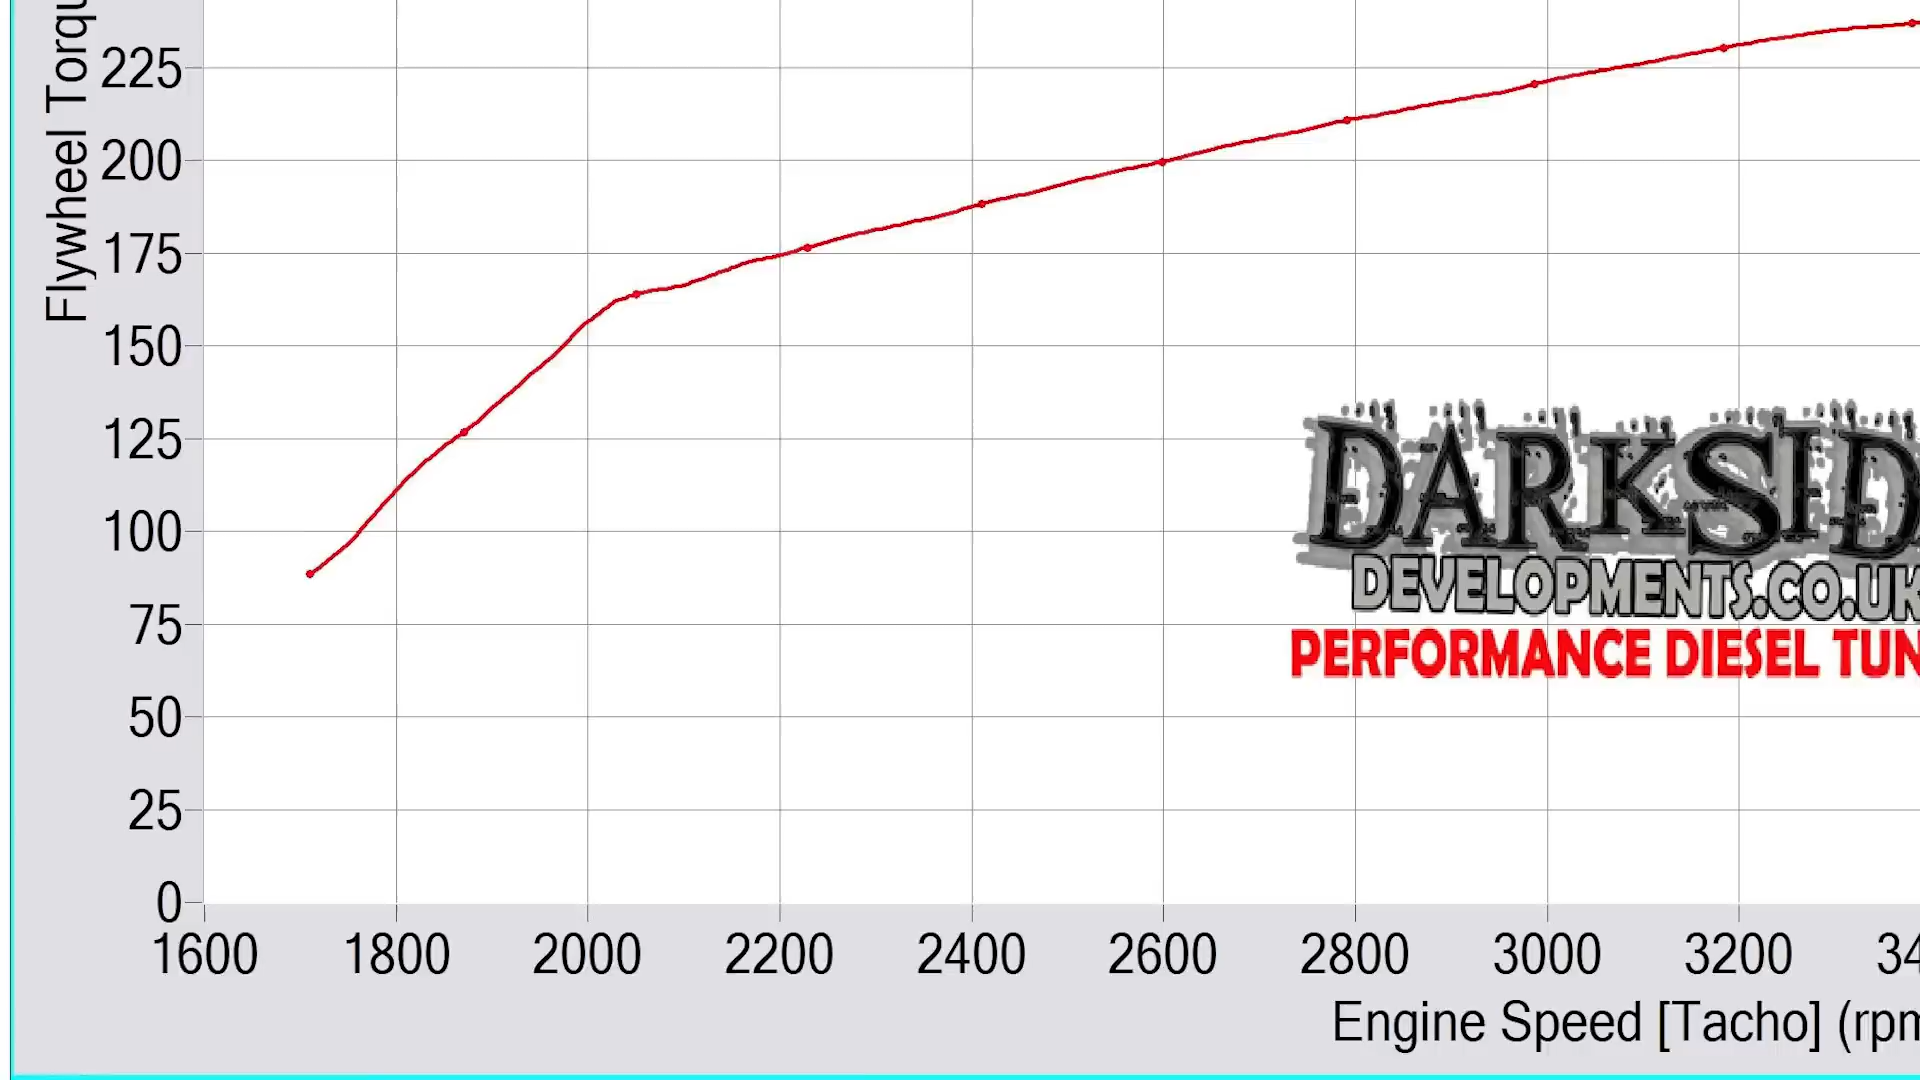 Flywheel Torqu
225
200
175
150
125
100
75
50
25
0
1600 1800 2000 2200 2400 2600 2800 3000 3200 34
Engine Speed [Tacho] (rpm
DARKSID
DEVELOPMENTS.CO.UK
PERFORMANCE DIESEL TUN